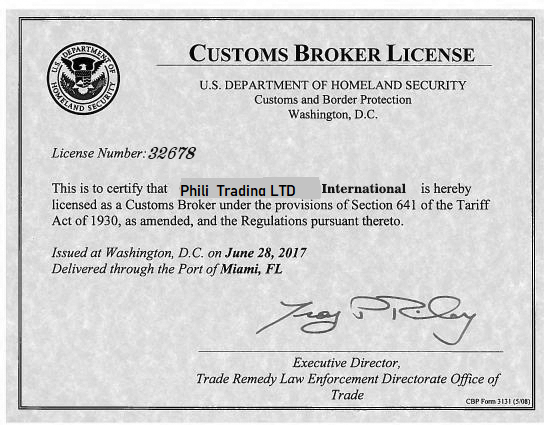 CUSTOMS BROKER LICENSE
U.S. DEPARTMENT OF HOMELAND SECURITY
Customs and Border Protection
Washington, D.C.
U.S. DEPARTMENT OF HOMELAND SECURITY
License Number: 32678
This is to certify that Phili Trading LTD International is hereby
licensed as a Customs Broker under the provisions of Section 641 of the Tariff
Act of 1930, as amended, and the Regulations pursuant thereto.
Issued at Washington, D.C. on June 28, 2017
Delivered through the Port of Miami, FL
Troy P Riley
Executive Director,
Trade Remedy Law Enforcement Directorate Office of
Trade
CBP Form 3131 (5/08)